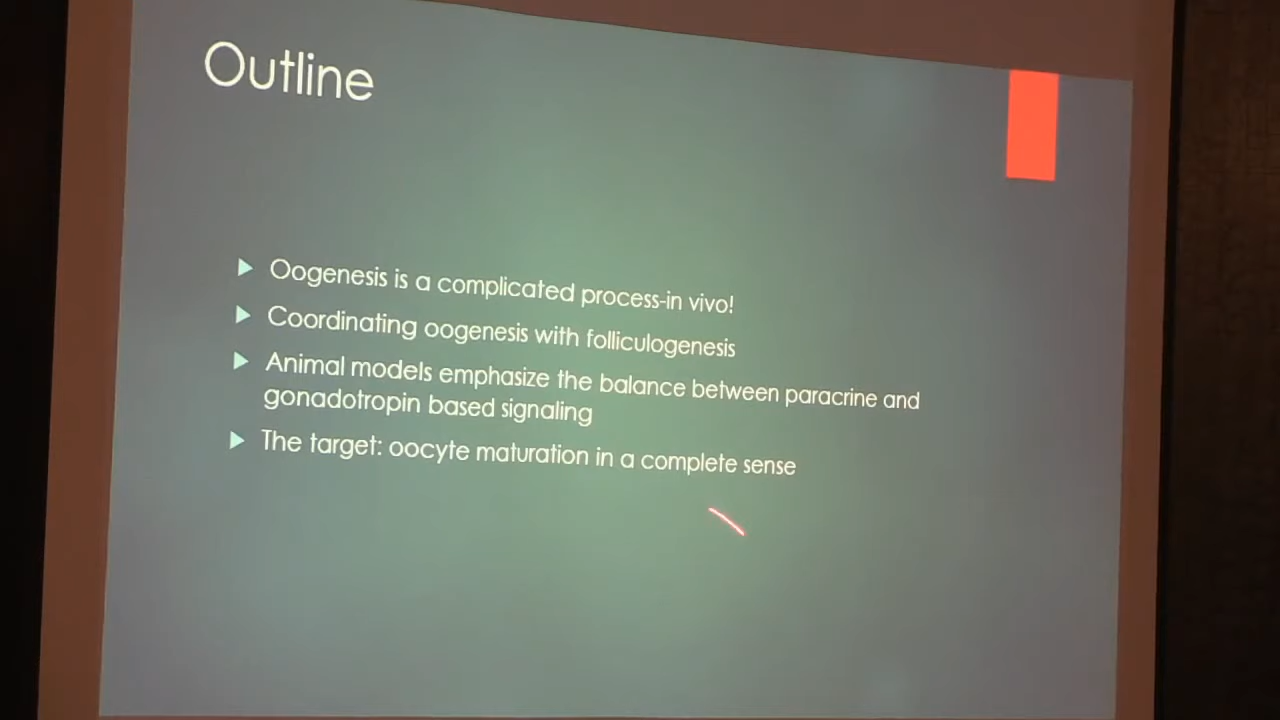 Outline
Oogenesis is a complicated process-in vivo!
Coordinating oogenesis with folliculogenesis
Animal models emphasize the balance between paracrine and
gonadotropin based signaling
The target: oocyte maturation in a complete sense